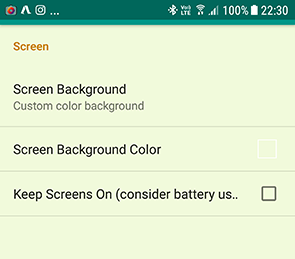 ... Vo) LTE 100% 22:30
Screen
Screen Background
Custom color background
Screen Background Color
Keep Screens On (consider battery us..